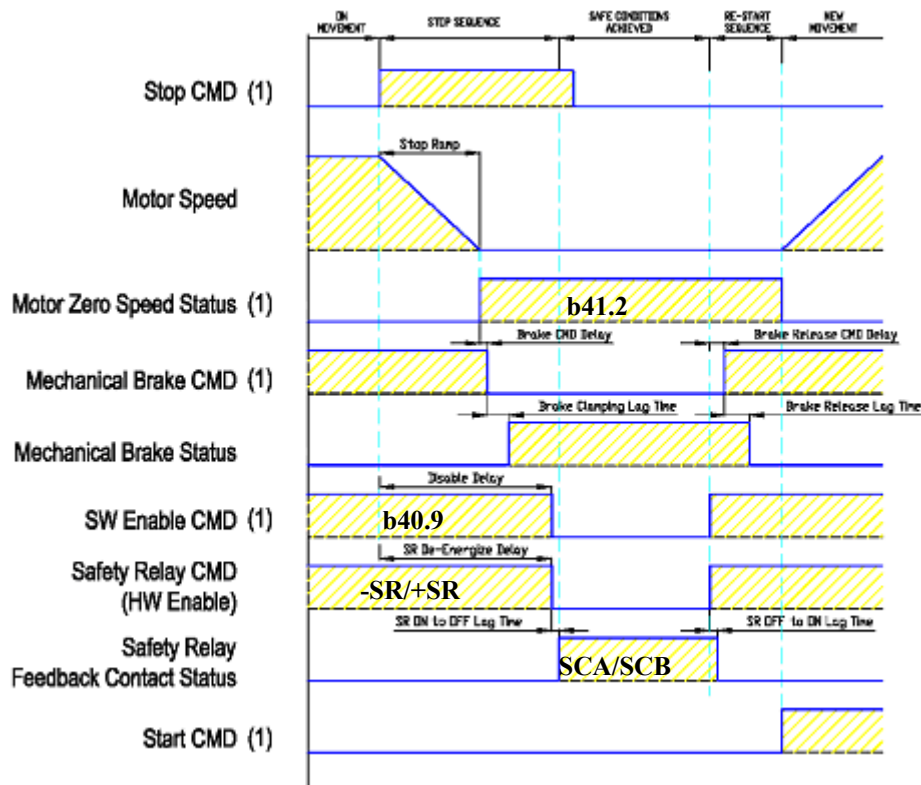 ON
MOVEMENT
STOP SEQUENCE
SAFE CONDITIONS
ACHIEVED
RE-START
SEQUENCE
NEW
MOVEMENT
Stop CMD (1)
Stop Ramp
Motor Speed
Motor Zero Speed Status (1)
b41.2
Brake CMD Delay
Brake Release CMD Delay
Mechanical Brake CMD (1)
Brake Clamping Lag Time
Brake Release Lag Time
Mechanical Brake Status
Disable Delay
SW Enable CMD (1)
b40.9
SR De-Energize Delay
Safety Relay CMD
(HW Enable)
-SR/+SR
SR ON to OFF Lag Time
SR OFF to ON Lag Time
Safety Relay
Feedback Contact Status
SCA/SCB
Start CMD (1)